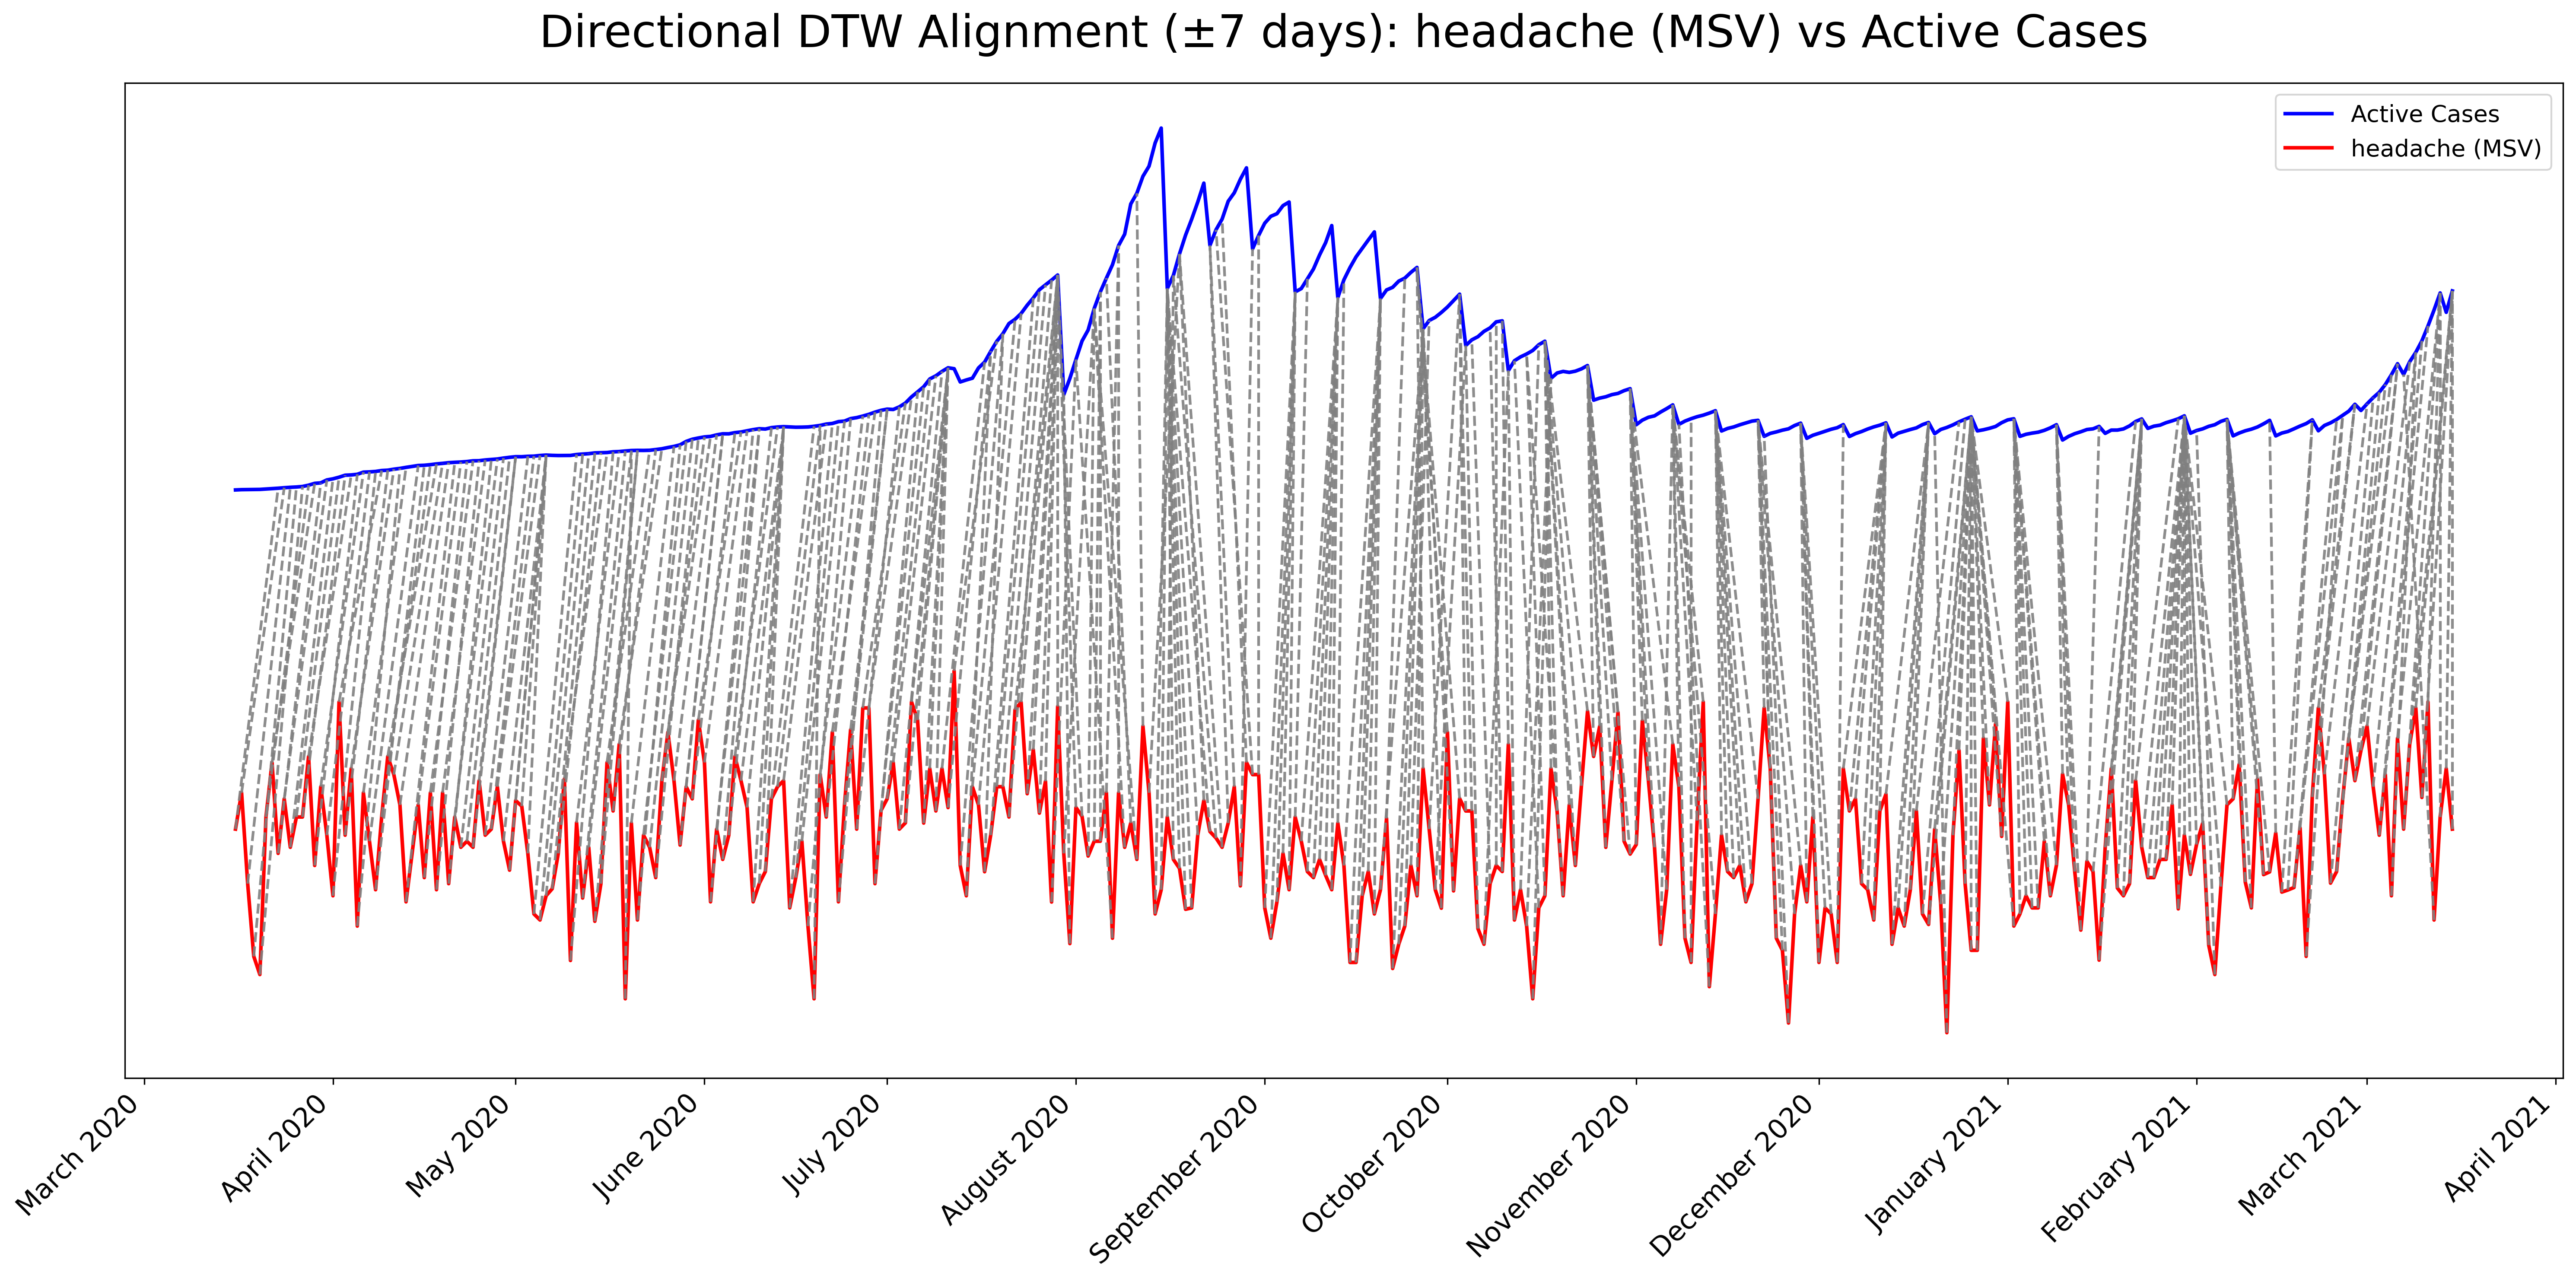 Directional DTW Alignment (±7 days): headache (MSV) vs Active Cases
Active Cases
headache (MSV)
March 2020
April 2020
May 2020
June 2020
July 2020
August 2020
September 2020
October 2020
November 2020
December 2020
January 2021
February 2021
March 2021
April 2021